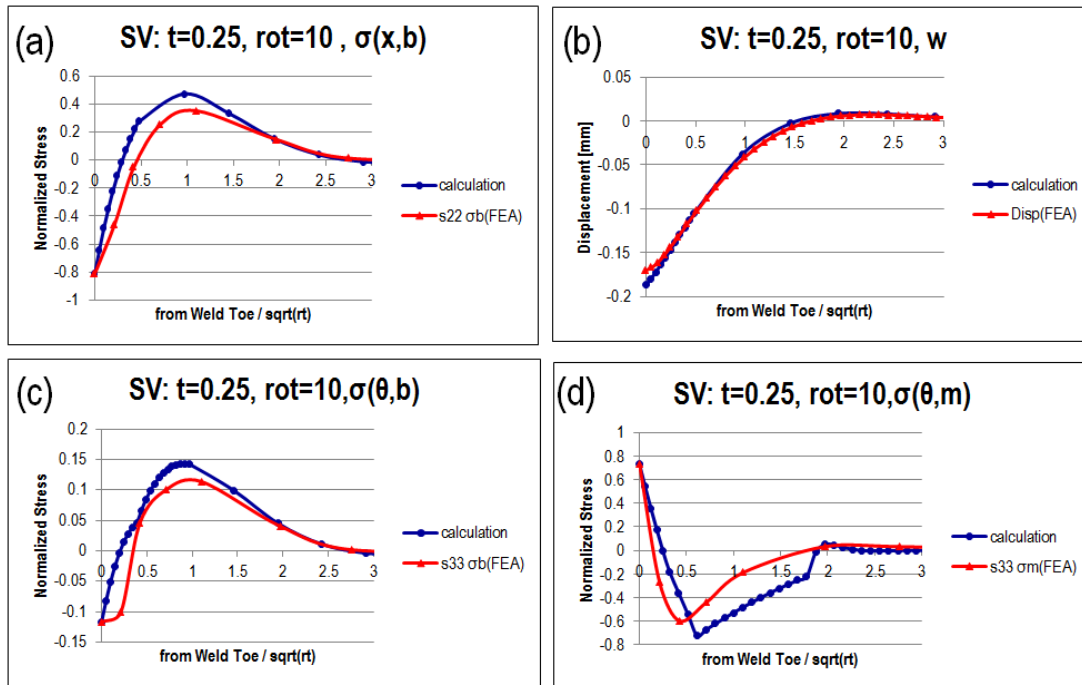 (a)
SV: t=0.25, rot=10 , σ(x,b)
Normalized Stress
0.6
0.4
0.2
0
-0.2
-0.4
-0.6
-0.8
-1
0 0.5 1 1.5 2 2.5 3
calculation
s22 σb(FEA)
from Weld Toe / sqrt(rt)
(b)
SV: t=0.25, rot=10, w
Displacement [mm]
0.05
0
-0.05
-0.1
-0.15
-0.2
0 0.5 1 1.5 2 2.5 3
calculation
Disp(FEA)
from Weld Toe / sqrt(rt)
(c)
SV: t=0.25, rot=10,σ(θ,b)
Normalized Stress
0.2
0.15
0.1
0.05
0
-0.05
-0.1
-0.15
0 0.5 1 1.5 2 2.5 3
calculation
s33 σb(FEA)
from Weld Toe / sqrt(rt)
(d)
SV: t=0.25, rot=10,σ(θ,m)
Normalized Stress
1
0.8
0.6
0.4
0.2
0
-0.2
-0.4
-0.6
-0.8
0 0.5 1 1.5 2 2.5 3
calculation
s33 σm(FEA)
from Weld Toe / sqrt(rt)